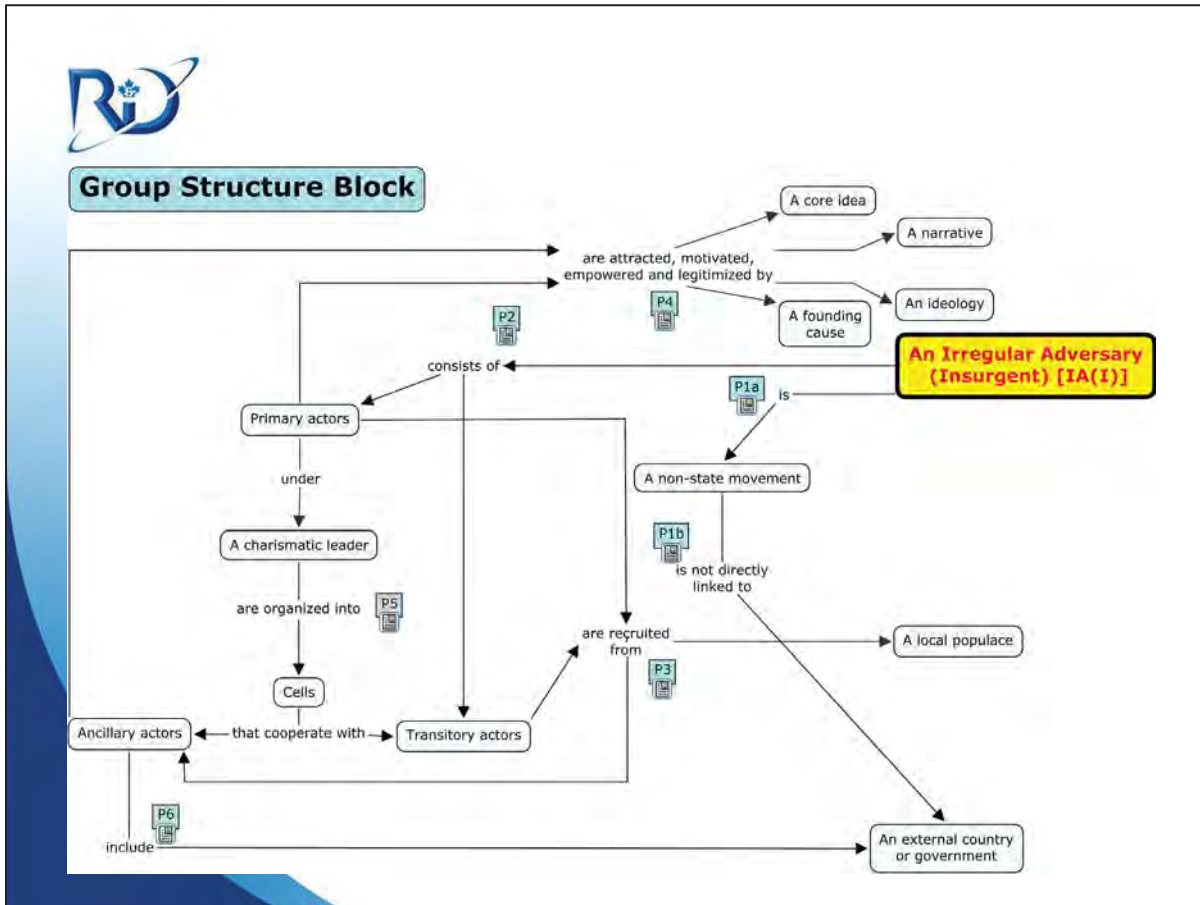 RiD
Group Structure Block
A core idea
A narrative
are attracted, motivated,
empowered and legitimized by
P4
An ideology
A founding
cause
P2
An Irregular Adversary
(Insurgent) [IA(I)]
consists of
P1a
is
Primary actors
A non-state movement
under
P1b
A charismatic leader
is not directly
linked to
are organized into
P5
are recruited
from
A local populace
P3
Cells
Ancillary actors
that cooperate with
Transitory actors
P6
include
An external country
or government